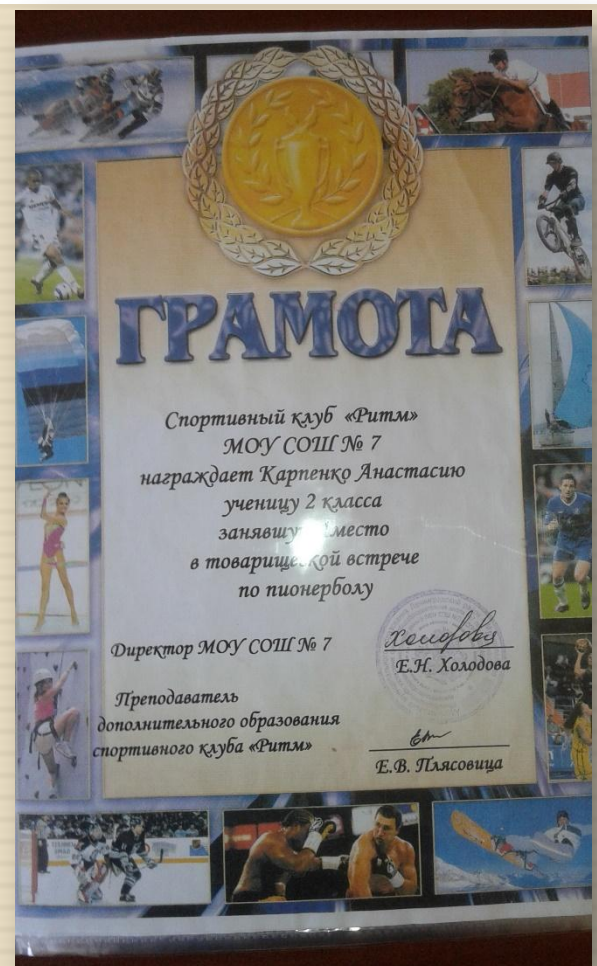 ГРАМОТА
Спортивный клуб «Ритм»
МОУ СОШ № 7
награждает Карпенко Анастасию
ученицу 2 класса
место
в товарищеской встрече
по пионерболу
Директор МОУ СОШ № 7
Е.Н. Холодова
Преподаватель
дополнительного образования
спортивного клуба «Ритм»
Е.В. Плясовица